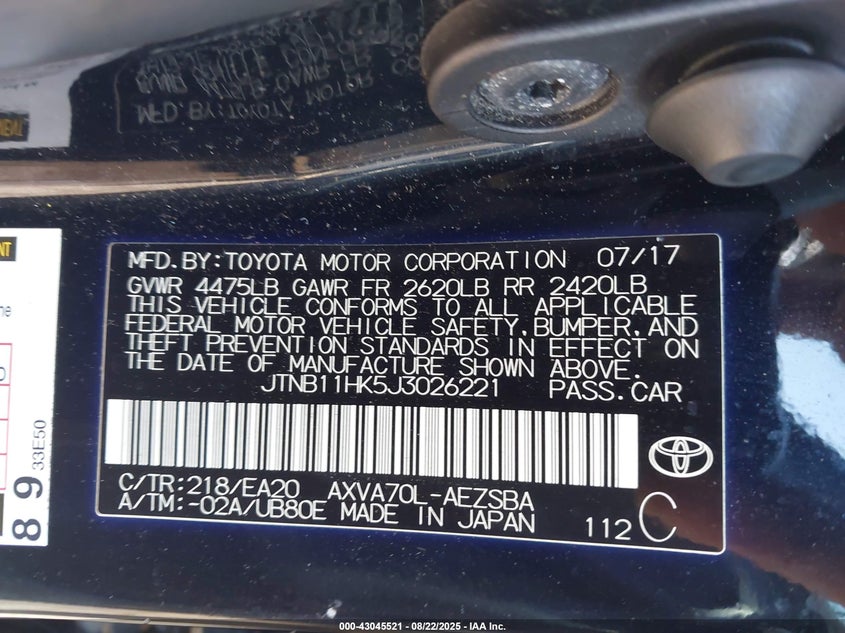 MFD.BY:TOYOTA MOTOR CORPORATION 07/17
GVWR 4475LB GAWR FR 2620LB RR 2420LB
THIS VEHICLE CONFORMS TO ALL APPLICABLE
FEDERAL MOTOR VEHICLE SAFETY,BUMPER,AND
THEFT PREVENTION STANDARDS IN EFFECT ON
THE DATE OF MANUFACTURE SHOWN ABOVE.
JTNB11HK5J3026221 PASS.CAR
C/TR:218/EA20 AXVA70L-AEZSBA
A/TM:-02A/UB80E MADE IN JAPAN 112 C
89
33E50
000-43045521 - 08/22/2025 - IAA Inc.